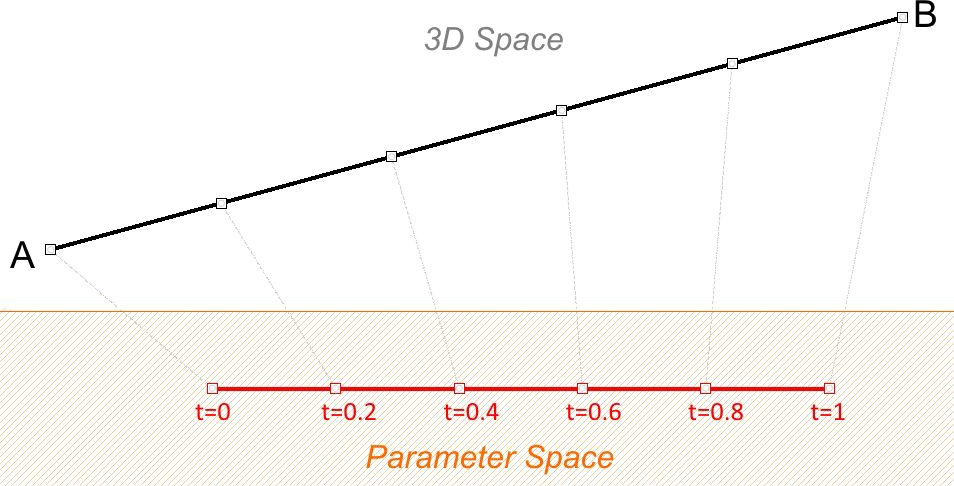 B
3D Space
A
t=0 t=0.2 t=0.4 t=0.6 t=0.8 t=1
Parameter Space